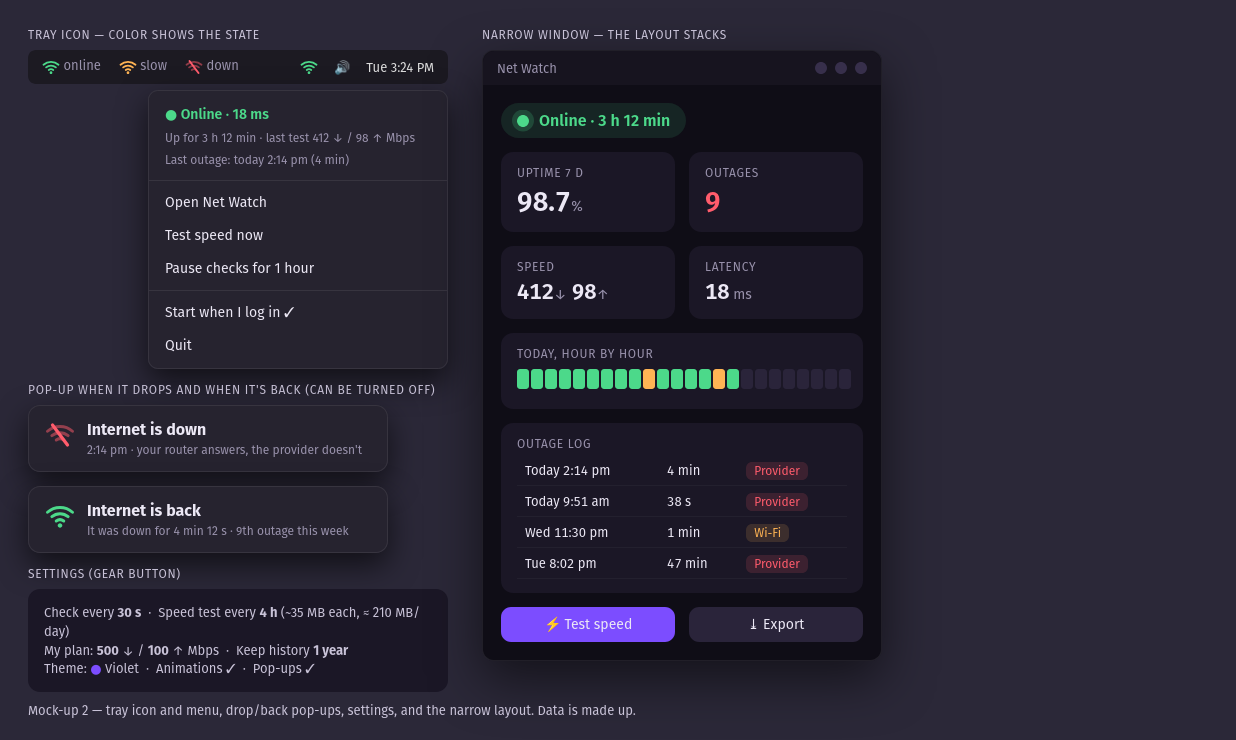 TRAY ICON — COLOR SHOWS THE STATE
online slow down Tue 3:24 PM
Online · 18 ms
Up for 3 h 12 min · last test 412 ↓ / 98 ↑ Mbps
Last outage: today 2:14 pm (4 min)
Open Net Watch
Test speed now
Pause checks for 1 hour
Start when I log in ✓
Quit
POP-UP WHEN IT DROPS AND WHEN IT'S BACK (CAN BE TURNED OFF)
Internet is down
2:14 pm · your router answers, the provider doesn't
Internet is back
It was down for 4 min 12 s · 9th outage this week
SETTINGS (GEAR BUTTON)
Check every 30 s · Speed test every 4 h (~35 MB each, ≈ 210 MB/
day)
My plan: 500 ↓ / 100 ↑ Mbps · Keep history 1 year
Theme: Violet · Animations ✓ · Pop-ups ✓
NARROW WINDOW — THE LAYOUT STACKS
Net Watch
Online · 3 h 12 min
UPTIME 7 D
98.7%
OUTAGES
9
SPEED
412↓ 98↑
LATENCY
18 ms
TODAY, HOUR BY HOUR
OUTAGE LOG
Today 2:14 pm 4 min Provider
Today 9:51 am 38 s Provider
Wed 11:30 pm 1 min Wi-Fi
Tue 8:02 pm 47 min Provider
⚡ Test speed
⤓ Export
Mock-up 2 — tray icon and menu, drop/back pop-ups, settings, and the narrow layout. Data is made up.